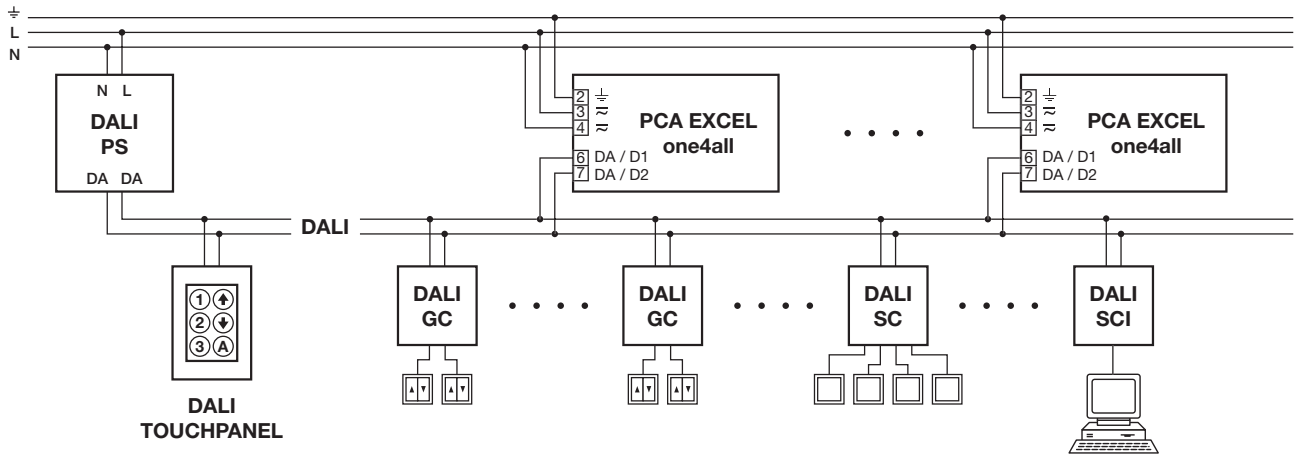 L
N
N L
DALI
PS
DA DA
2
3
4
PCA EXCEL
one4all
6 DA / D1
7 DA / D2
2
3
4
PCA EXCEL
one4all
6 DA / D1
7 DA / D2
DALI
1
2
3 A
DALI
TOUCHPANEL
DALI
GC
DALI
GC
DALI
SC
DALI
SCI